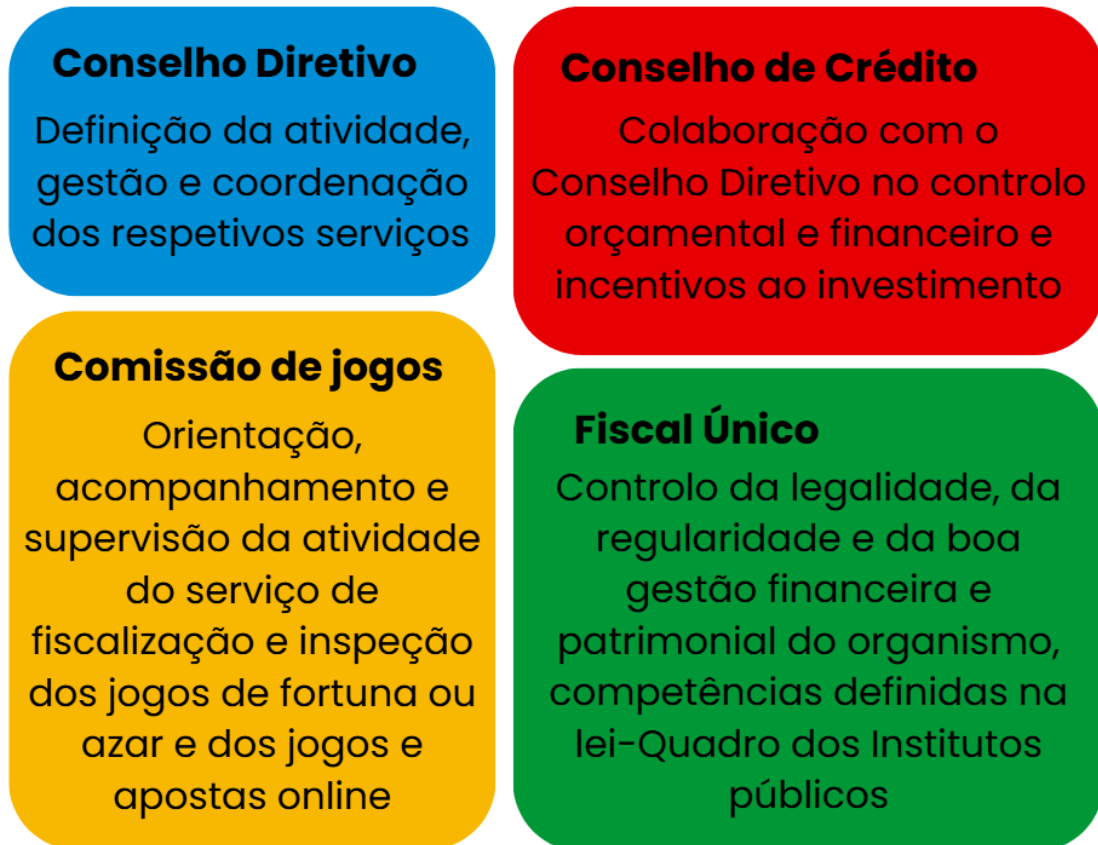 Conselho Diretivo
Definição da atividade,
gestão e coordenação
dos respetivos serviços
Conselho de Crédito
Colaboração com o
Conselho Diretivo no controlo
orçamental e financeiro e
incentivos ao investimento
Comissão de jogos
Orientação,
acompanhamento e
supervisão da atividade
do serviço de
fiscalização e inspeção
dos jogos de fortuna ou
azar e dos jogos e
apostas online
Fiscal Único
Controlo da legalidade, da
regularidade e da boa
gestão financeira e
patrimonial do organismo,
competências definidas na
lei-Quadro dos Institutos
públicos